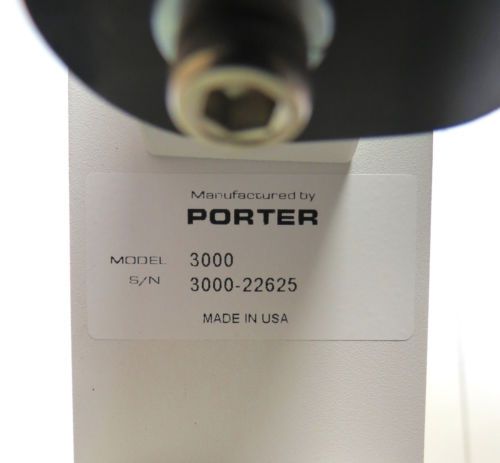 Manufactured by
PORTER
MODEL 3000
S/N 3000-22625
MADE IN USA